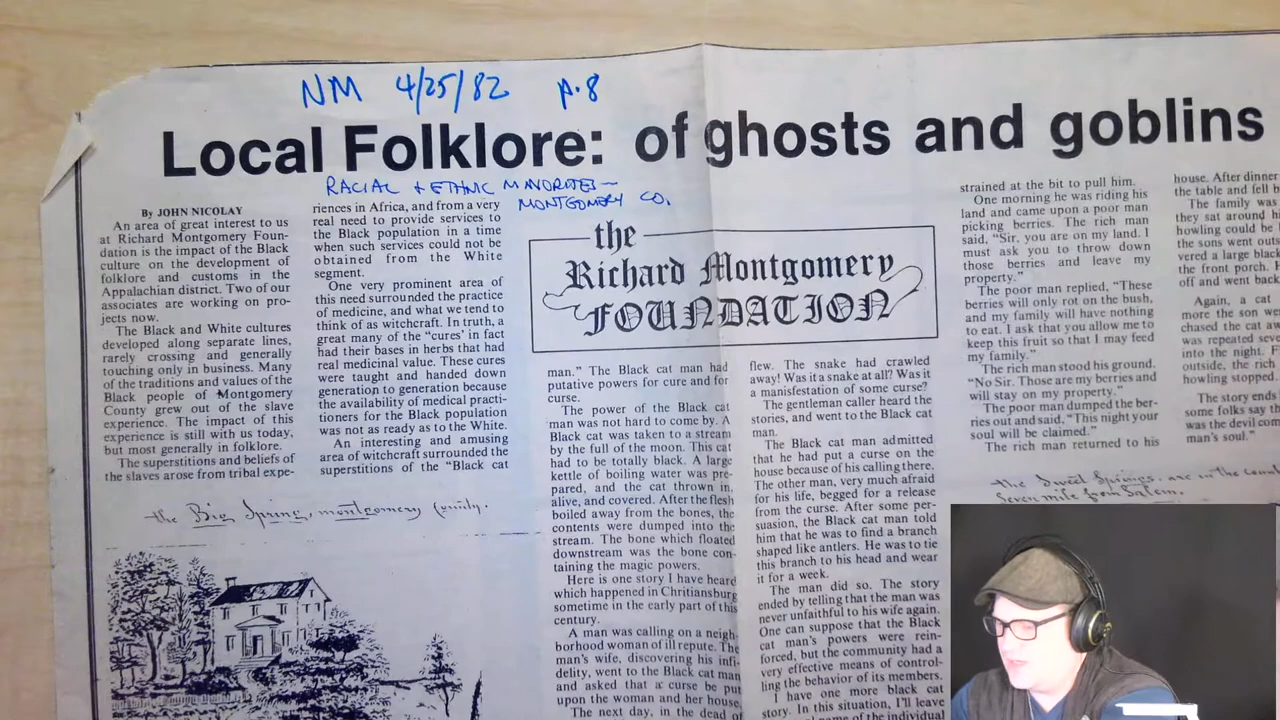 NM 4/25/82 p.8
Local Folklore: of ghosts and goblins
RACIAL + ETHNIC MINORITES—
MONTGOMERY CO.
By JOHN NICOLAY
An area of great interest to us
at Richard Montgomery Foun-
dation is the impact of the Black
culture on the development of
folklore and customs in the
Appalachian district. Two of our
associates are working on pro-
jects now.
The Black and White cultures
developed along separate lines,
rarely crossing and generally
touching only in business. Many
of the traditions and values of the
Black people of Montgomery
County grew out of the slave
experience. The impact of this
experience is still with us today,
but most generally in folklore.
The superstitions and beliefs of
the slaves arose from tribal expe-
riences in Africa, and from a very
real need to provide services to
the Black population in a time
when such services could not be
obtained from the White
segment.
One very prominent area of
this need surrounded the practice
of medicine, and what we tend to
think of as witchcraft. In truth, a
great many of the "cures' in fact
had their bases in herbs that had
real medicinal value. These cures
were taught and handed down
generation to generation because
the availability of medical practi-
tioners for the Black population
was not as ready as to the White.
An interesting and amusing
area of witchcraft surrounded the
superstitions of the "Black cat
the Big Spring, montgomery County.
the
Richard Montgomery
FOUNDATION
man." The Black cat man had
putative powers for cure and for
curse.
The power of the Black cat
man was not hard to come by. A
Black cat was taken to a stream
by the full of the moon. This cat
had to be totally black. A large
kettle of boiling water was pre-
pared, and the cat thrown in,
alive, and covered. After the flesh
boiled away from the bones, the
contents were dumped into the
stream. The bone which floated
downstream was the bone con-
taining the magic powers.
Here is one story I have heard
which happened in Chritiansburg
sometime in the early part of this
century.
A man was calling on a neigh-
borhood woman of ill repute. The
man's wife, discovering his infi-
delity, went to the Black cat man
and asked that a curse be put
upon the woman and her house.
The next day, in the dead of
flew. The snake had crawled
away! Was it a snake at all? Was it
a manisfestation of some curse?
The gentleman caller heard the
stories, and went to the Black cat
man.
The Black cat man admitted
that he had put a curse on the
house because of his calling there.
The other man, very much afraid
for his life, begged for a release
from the curse. After some per-
suasion, the Black cat man told
him that he was to find a branch
shaped like antlers. He was to tie
this branch to his head and wear
it for a week.
The man did so. The story
ended by telling that the man was
never unfaithful to his wife again.
One can suppose that the Black
cat man's powers were rein-
forced, but the community had a
very effective means of control-
ling the behavior of its members.
I have one more black cat
story. In this situation, I'll leave
name of the individual
strained at the bit to pull him.
One morning he was riding his
land and came upon a poor man
picking berries. The rich man
said, "Sir, you are on my land. I
must ask you to throw down
those berries and leave my
property."
The poor man replied, "These
berries will only rot on the bush,
and my family will have nothing
to eat. I ask that you allow me to
keep this fruit so that I may feed
my family."
The rich man stood his ground.
"No Sir. Those are my berries and
will stay on my property."
The poor man dumped the ber-
ries out and said, "This night your
soul will be claimed."
The rich man returned to his
the Sweet Springs, are in the count
Seven mile from Salem.
house. After dinner
the table and fell
The family was
they sat around
howling could be
the sons went out
vered a large black
the front porch.
off and went back
Again, a cat
more the son we
chased the cat aw
was repeated seve
into the night.
outside, the rich
howling stopped.
The story ends
some folks say th
was the devil com
man's soul."